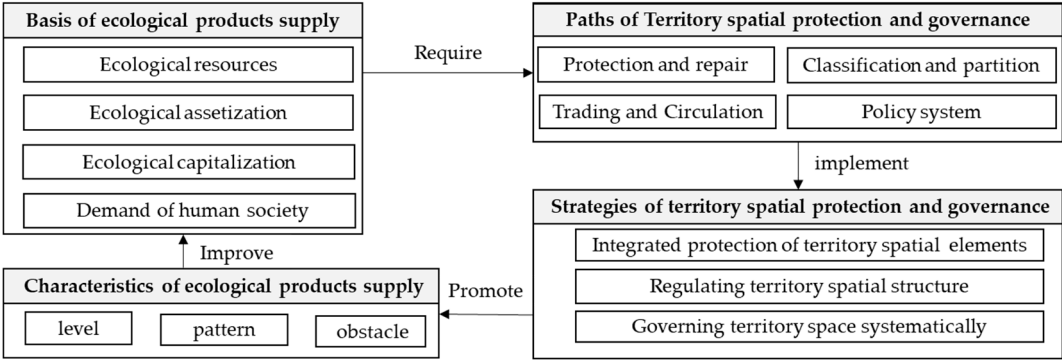 Basis of ecological products supply
Ecological resources
Ecological assetization
Ecological capitalization
Demand of human society
Require
Paths of Territory spatial protection and governance
Protection and repair
Classification and partition
Trading and Circulation
Policy system
implement
Strategies of territory spatial protection and governance
Integrated protection of territory spatial elements
Regulating territory spatial structure
Governing territory space systematically
Promote
Characteristics of ecological products supply
level
pattern
obstacle
Improve